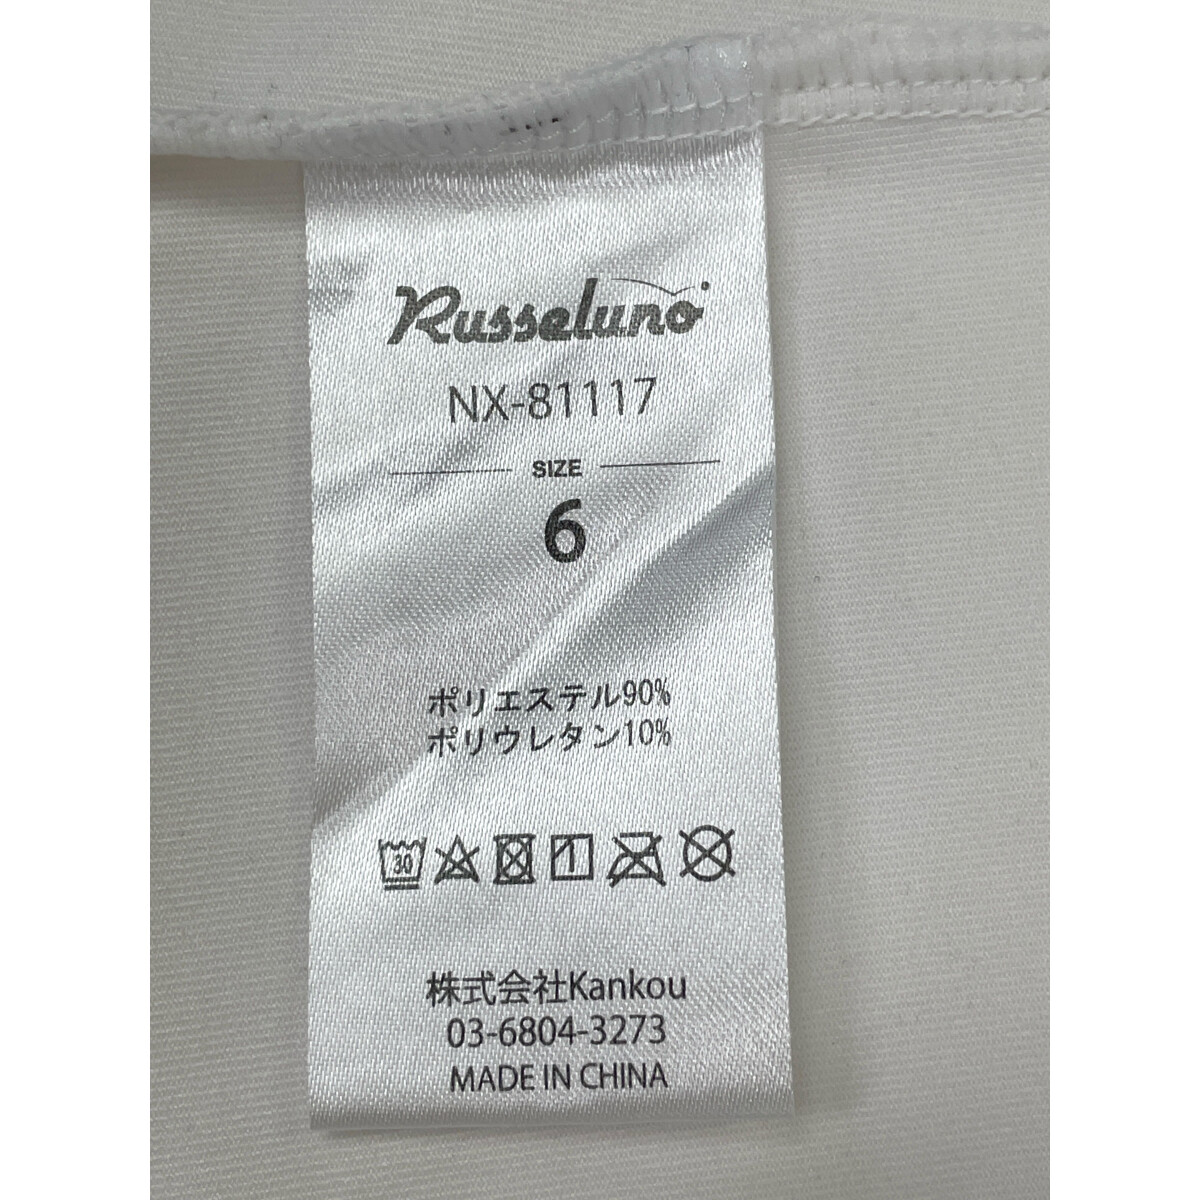 Russeluno
NX-81117
SIZE
6
ポリエステル90%
ポリウレタン10%
30
株式会社Kankou
03-6804-3273
MADE IN CHINA